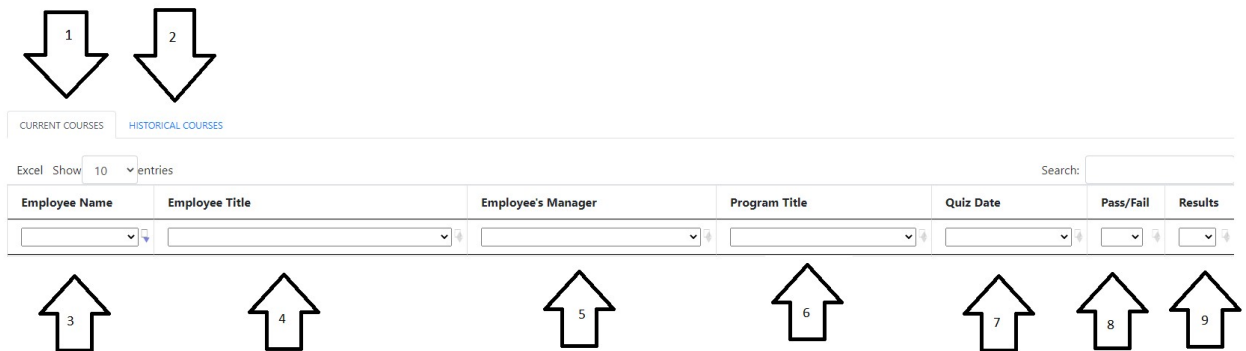 1 2
CURRENT COURSES HISTORICAL COURSES
Excel Show 10 entries Search:
Employee Name Employee Title Employee's Manager Program Title Quiz Date Pass/Fail Results
3 4 5 6 7 8 9